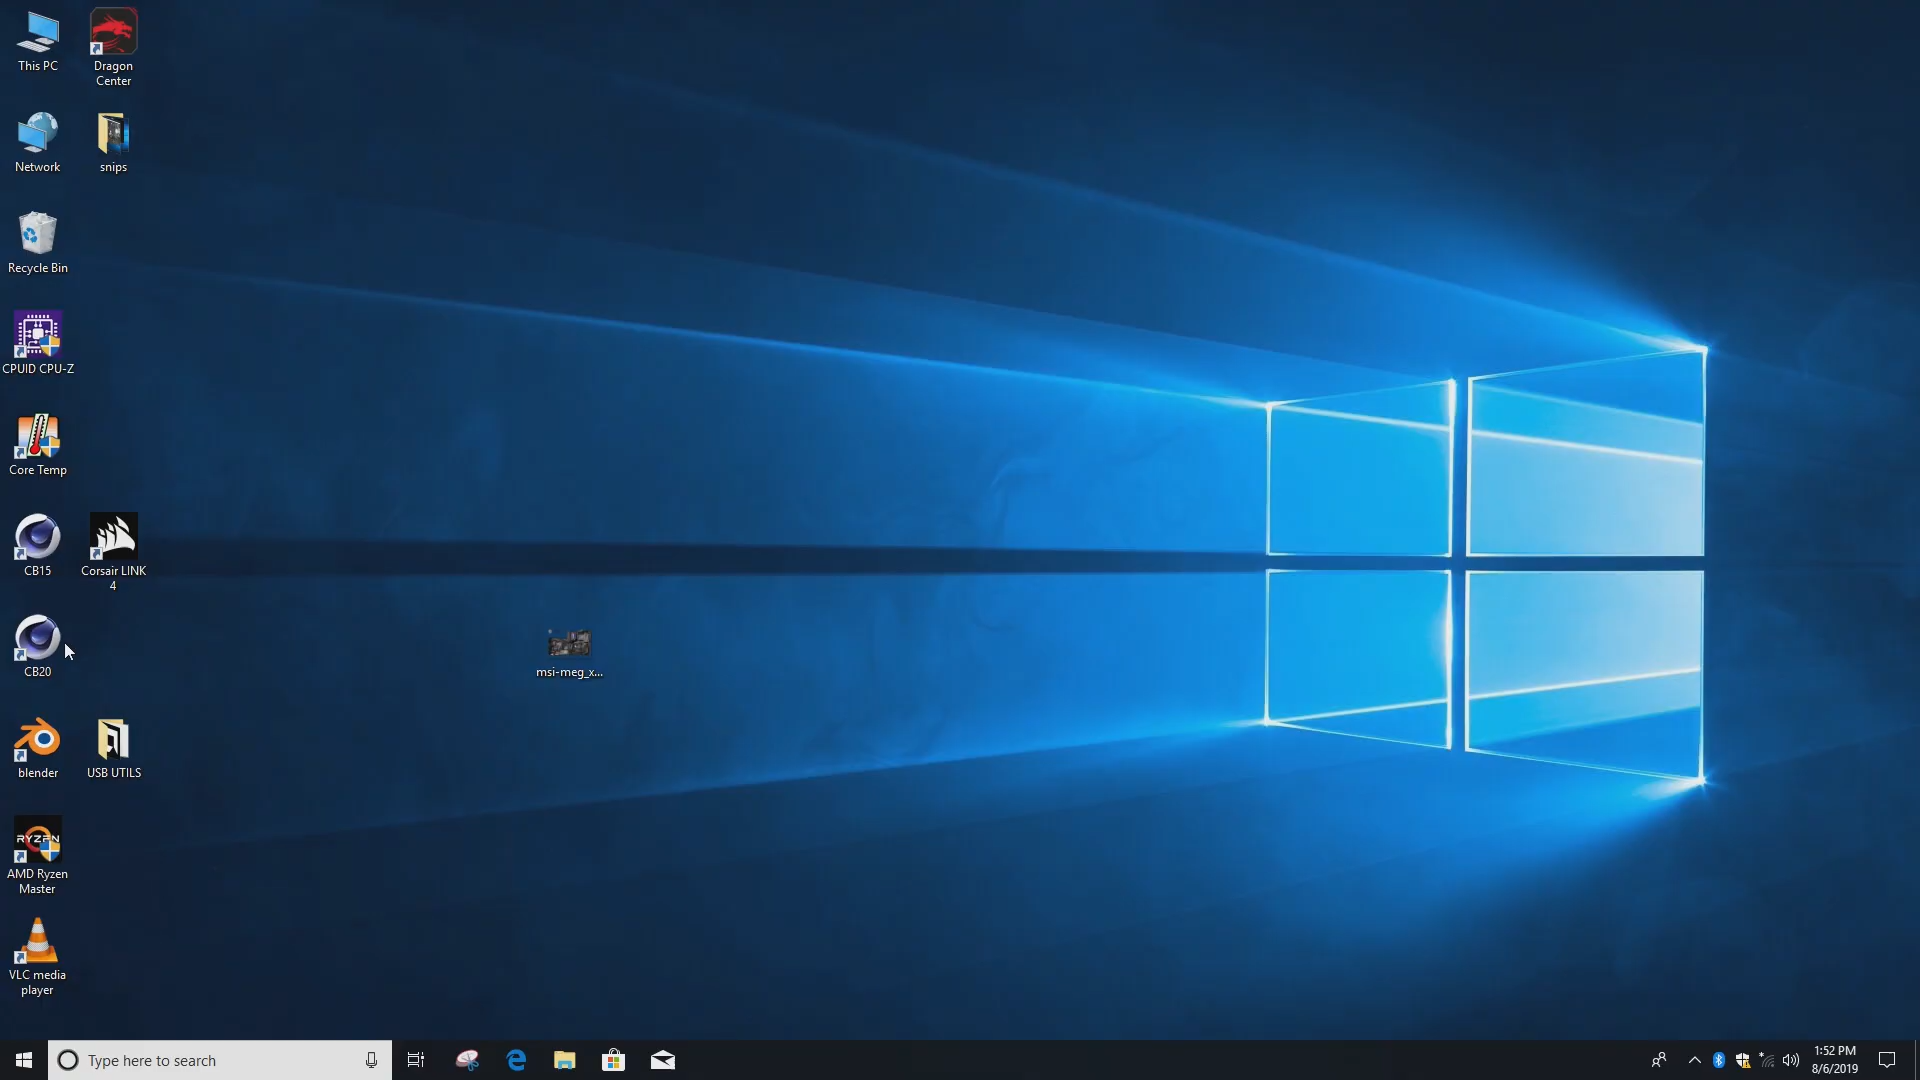 This PC
Dragon
Center
Network
snips
Recycle Bin
CPUID CPU-Z
Core Temp
CB15
Corsair LINK
4
CB20
msi-meg_x...
blender
USB UTILS
RYZEN
AMD Ryzen
Master
VLC media
player
Type here to search
1:52 PM
8/6/2019